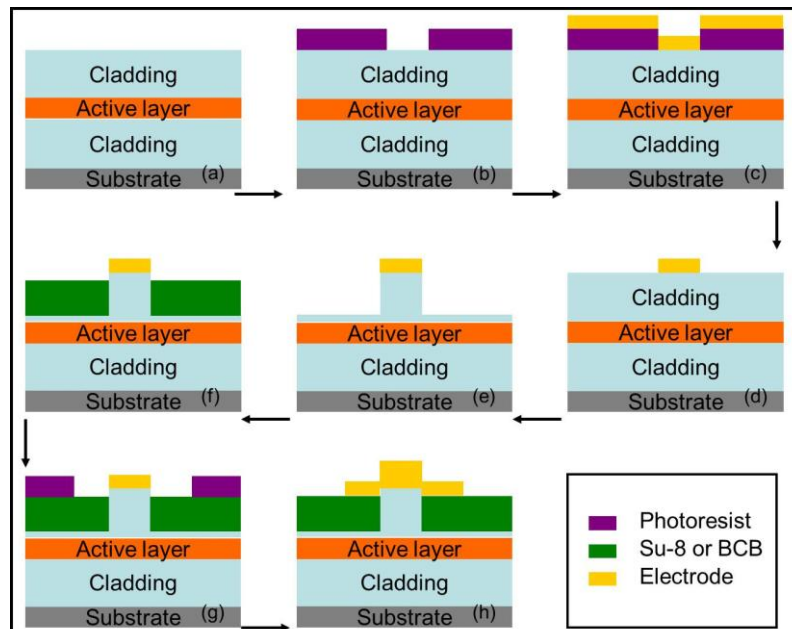 Cladding
Active layer
Cladding
Substrate (a)
Cladding
Active layer
Cladding
Substrate (b)
Cladding
Active layer
Cladding
Substrate (c)
Active layer
Cladding
Substrate (f)
Active layer
Cladding
Substrate (e)
Cladding
Active layer
Cladding
Substrate (d)
Active layer
Cladding
Substrate (g)
Active layer
Cladding
Substrate (h)
Photoresist
Su-8 or BCB
Electrode